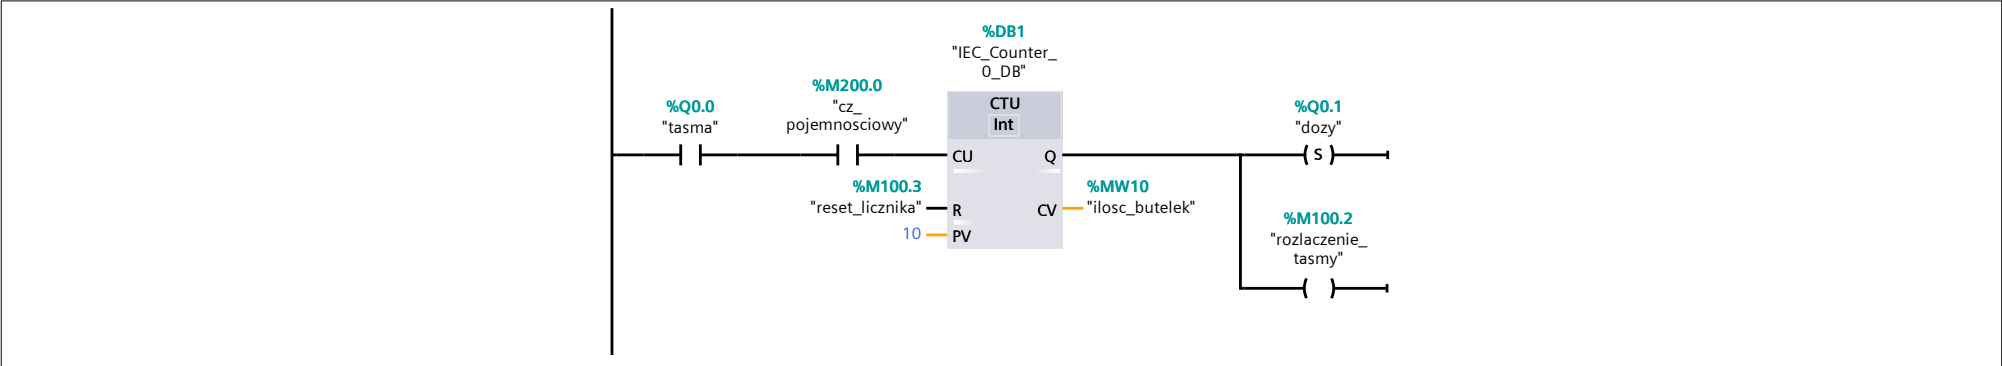 %DB1
"IEC_Counter_
0_DB"
%Q0.0
"tasma"
%M200.0
"cz_
pojemnosciowy"
CTU
Int
%Q0.1
"dozy"
S
CU
Q
%M100.3
"reset_licznika"
R
%MW10
CV
"ilosc_butelek"
10
PV
%M100.2
"rozlaczenie_
tasmy"